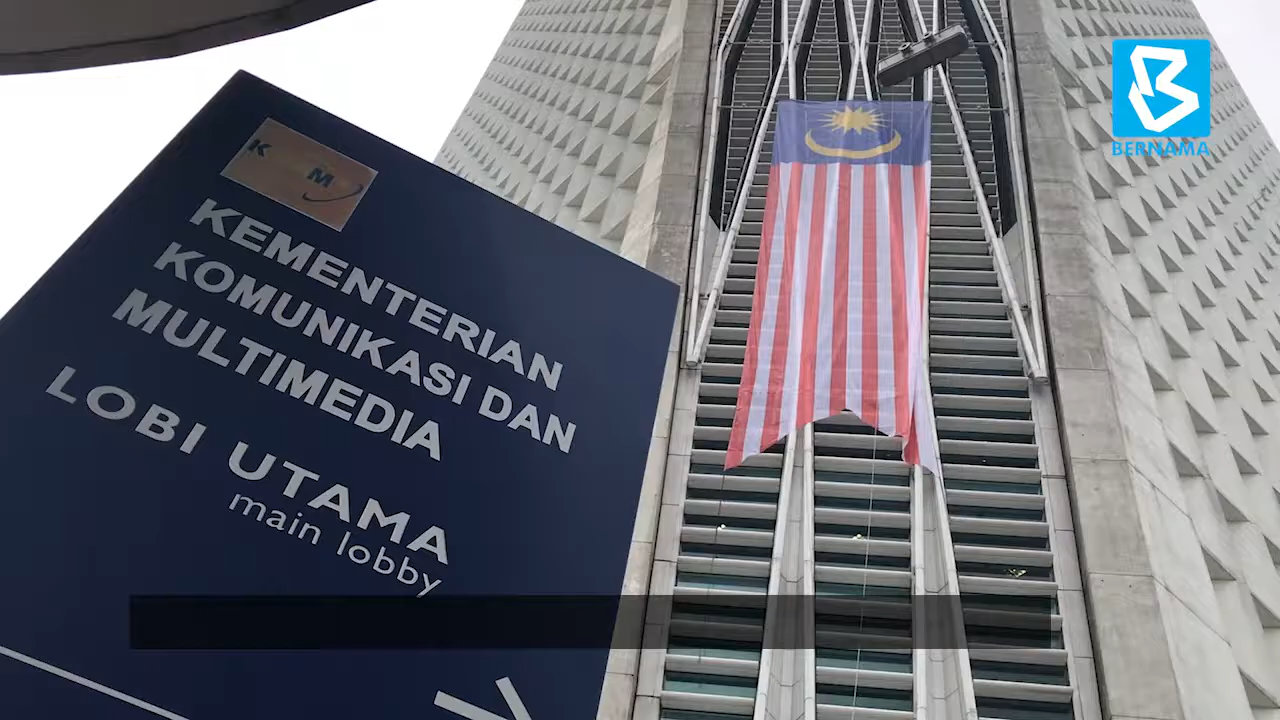 K
M
KEMENTERIAN
KOMUNIKASI DAN
MULTIMEDIA
LOBI UTAMA
main lobby
BERNAMA